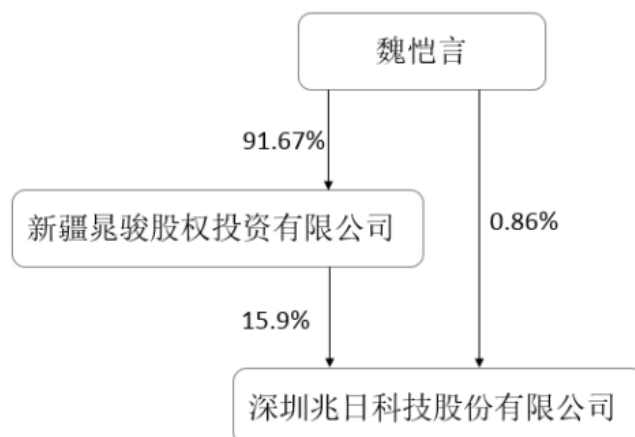 魏恺言
91.67%
新疆晁骏股权投资有限公司
0.86%
15.9%
深圳兆日科技股份有限公司